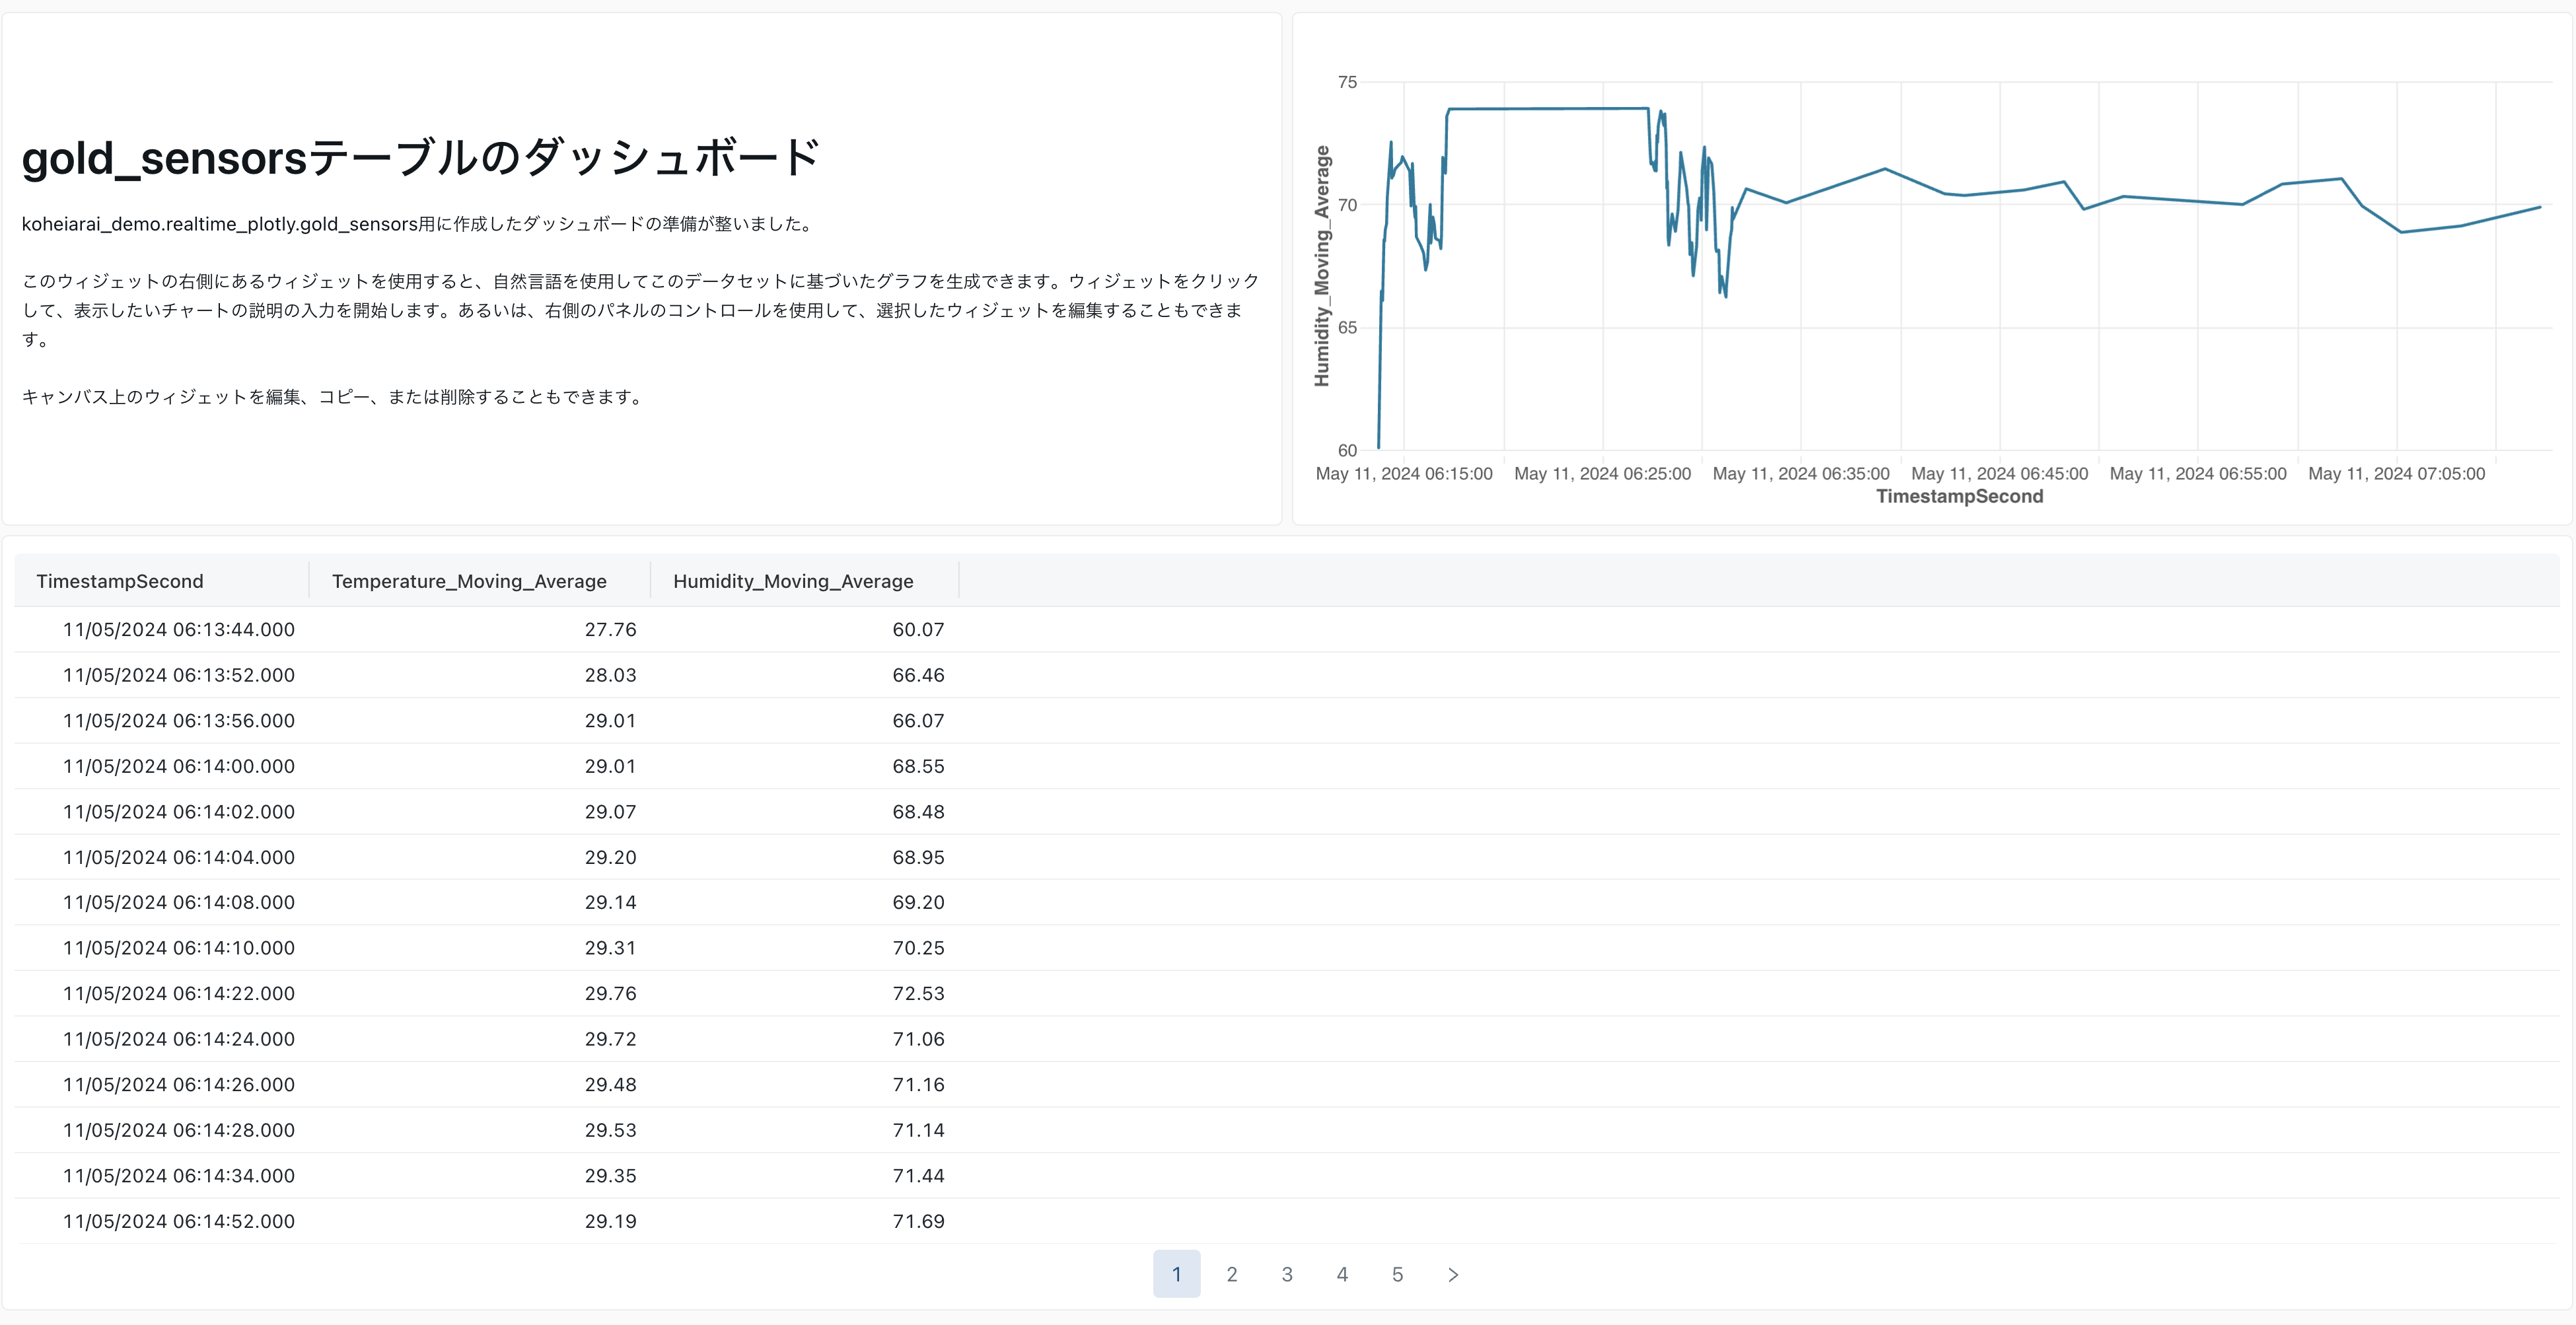 gold_sensorsテーブルのダッシュボード
koheiarai_demo.realtime_plotly.gold_sensors用に作成したダッシュボードの準備が整いました。
このウィジェットの右側にあるウィジェットを使用すると、自然言語を使用してこのデータセットに基づいたグラフを生成できます。ウィジェットをクリック
して、表示したいチャートの説明の入力を開始します。あるいは、右側のパネルのコントロールを使用して、選択したウィジェットを編集することもできま
す。
キャンバス上のウィジェットを編集、コピー、または削除することもできます。
Humidity_Moving_Average
75
70
65
60
May 11, 2024 06:15:00 May 11, 2024 06:25:00 May 11, 2024 06:35:00 May 11, 2024 06:45:00 May 11, 2024 06:55:00 May 11, 2024 07:05:00
TimestampSecond
TimestampSecond Temperature_Moving_Average Humidity_Moving_Average
11/05/2024 06:13:44.000 27.76 60.07
11/05/2024 06:13:52.000 28.03 66.46
11/05/2024 06:13:56.000 29.01 66.07
11/05/2024 06:14:00.000 29.01 68.55
11/05/2024 06:14:02.000 29.07 68.48
11/05/2024 06:14:04.000 29.20 68.95
11/05/2024 06:14:08.000 29.14 69.20
11/05/2024 06:14:10.000 29.31 70.25
11/05/2024 06:14:22.000 29.76 72.53
11/05/2024 06:14:24.000 29.72 71.06
11/05/2024 06:14:26.000 29.48 71.16
11/05/2024 06:14:28.000 29.53 71.14
11/05/2024 06:14:34.000 29.35 71.44
11/05/2024 06:14:52.000 29.19 71.69
1 2 3 4 5 >